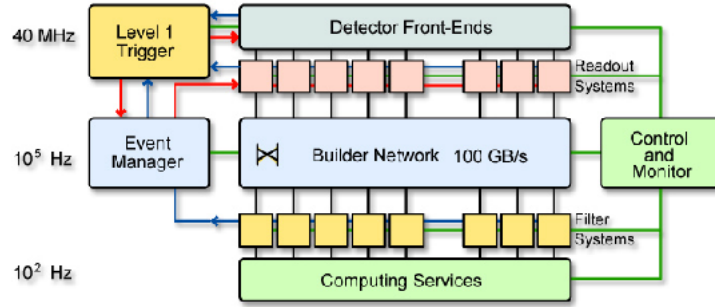 40 MHz
Level 1
Trigger
Detector Front-Ends
Readout
Systems
10⁵ Hz
Event
Manager
Builder Network 100 GB/s
Control
and
Monitor
Filter
Systems
10² Hz
Computing Services